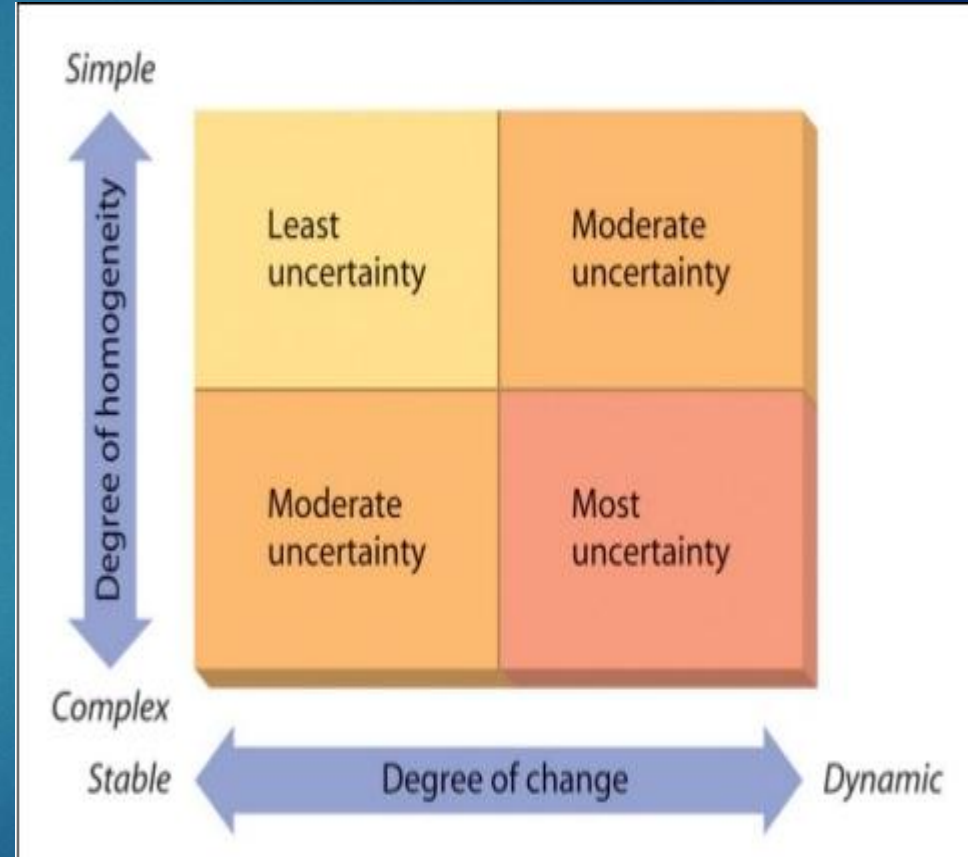 Simple
Degree of homogeneity
Least
uncertainty
Moderate
uncertainty
Moderate
uncertainty
Most
uncertainty
Complex
Stable
Degree of change
Dynamic